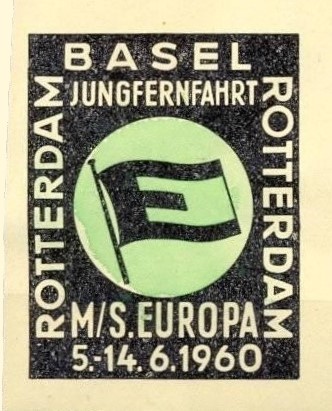 BASEL
JUNGFERNFAHRT
ROTTERDAM
ROTTERDAM
E
M/S.EUROPA
5.-14.6.1960